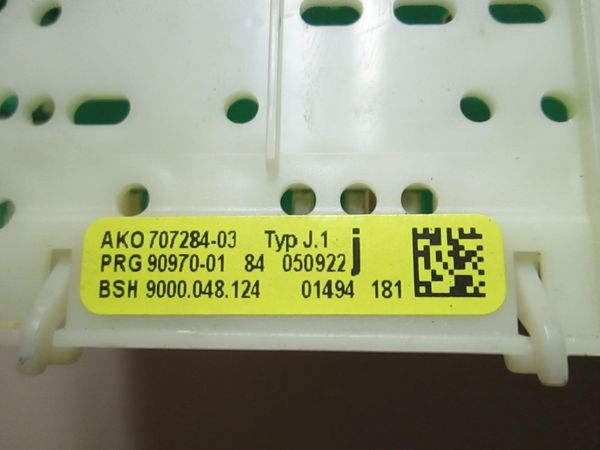 AKO 707284-03 Typ J.1 j
PRG 90970-01 84 050922
BSH 9000.048.124 01494 181